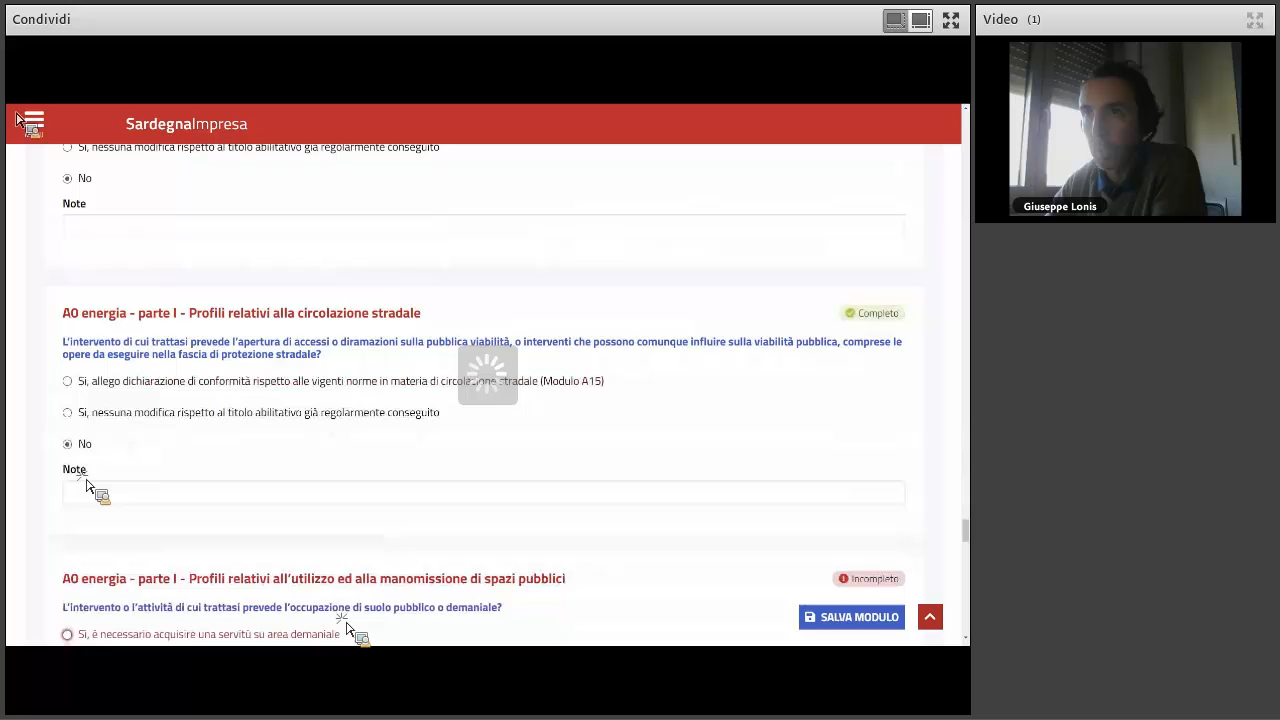 Condividi
Video (1)
SardegnaImpresa
Sì, nessuna modifica rispetto al titolo abilitativo già regolarmente conseguito
No
Note
Giuseppe Lonis
A0 energia - parte I - Profili relativi alla circolazione stradale
Completo
L'intervento di cui trattasi prevede l'apertura di accessi o diramazioni sulla pubblica viabilità, o interventi che possono comunque influire sulla viabilità pubblica, comprese le
opere da eseguire nella fascia di protezione stradale?
Sì, allego dichiarazione di conformità rispetto alle vigenti norme in materia di circolazione stradale (Modulo A15)
Sì, nessuna modifica rispetto al titolo abilitativo già regolarmente conseguito
No
Note
A0 energia - parte I - Profili relativi all'utilizzo ed alla manomissione di spazi pubblici
Incompleto
L'intervento o l'attività di cui trattasi prevede l'occupazione di suolo pubblico o demaniale?
SALVA MODULO
Sì, è necessario acquisire una servitù su area demaniale